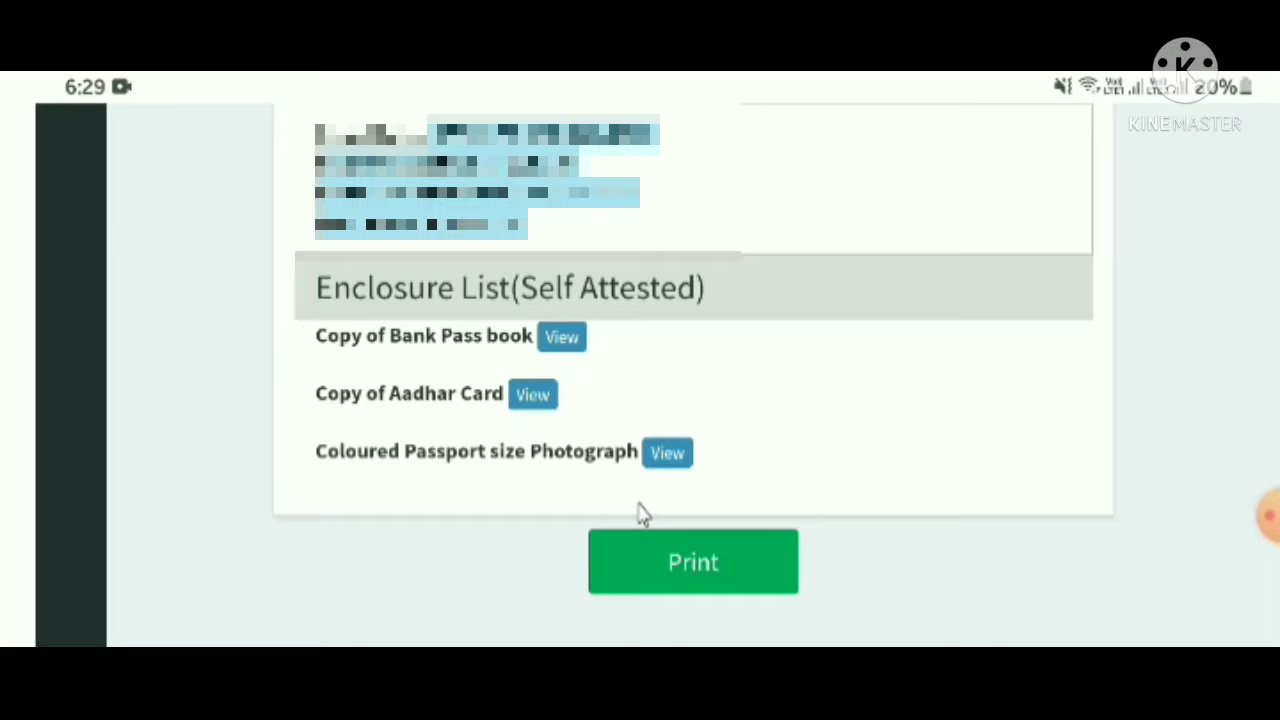 6:29
20%
KINEMASTER
Enclosure List(Self Attested)
Copy of Bank Pass book View
Copy of Aadhar Card View
Coloured Passport size Photograph View
Print